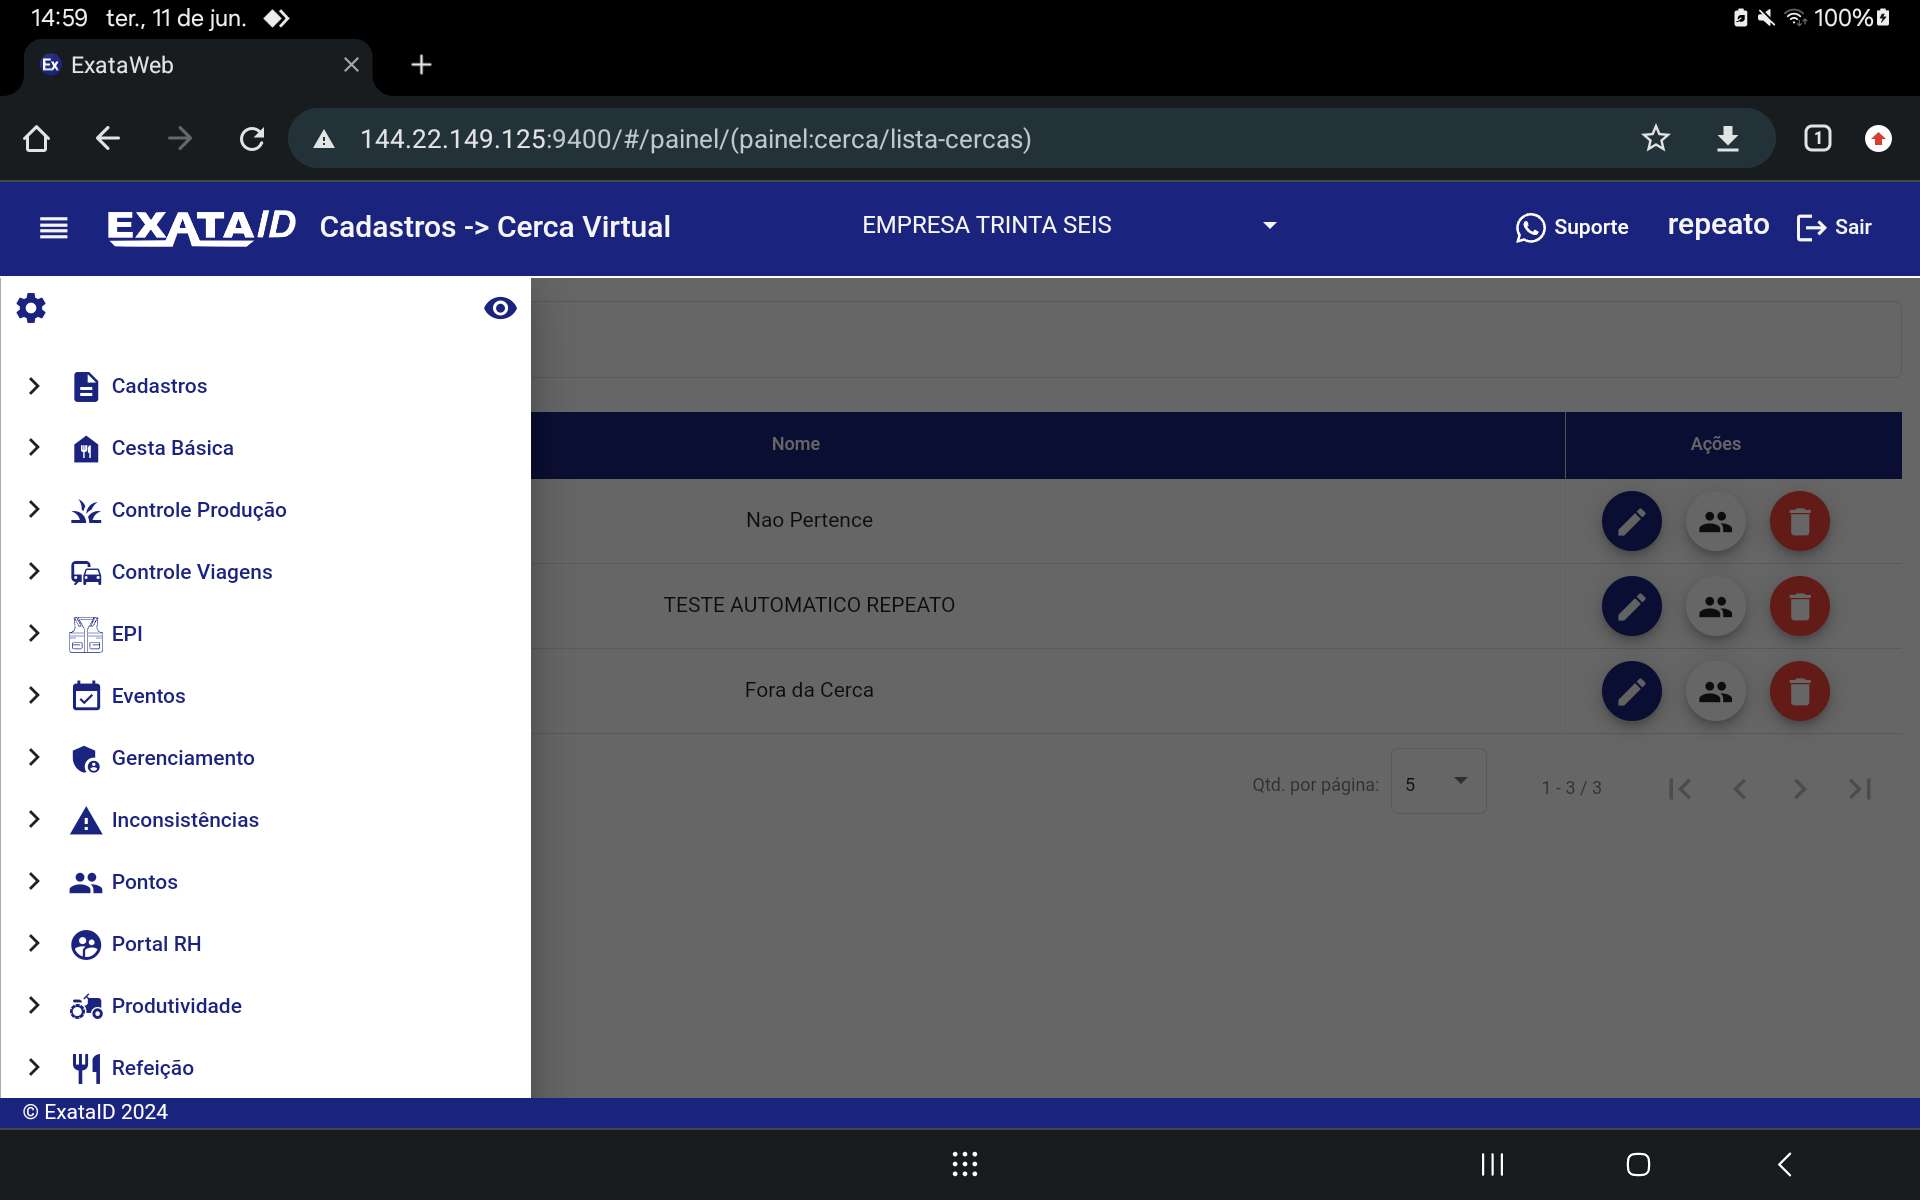 14:59 ter., 11 de jun. 100%
Ex ExataWeb
144.22.149.125:9400/#/painel/(painel:cerca/lista-cercas) 1
EXATAID Cadastros -> Cerca Virtual EMPRESA TRINTA SEIS Suporte repeato Sair
Cadastros
Cesta Básica
Controle Produção
Controle Viagens
EPI
Eventos
Gerenciamento
Inconsistências
Pontos
Portal RH
Produtividade
Refeição
Nome Ações
Nao Pertence
TESTE AUTOMATICO REPEATO
Fora da Cerca
Qtd. por página: 5 1 - 3 / 3
© ExataID 2024